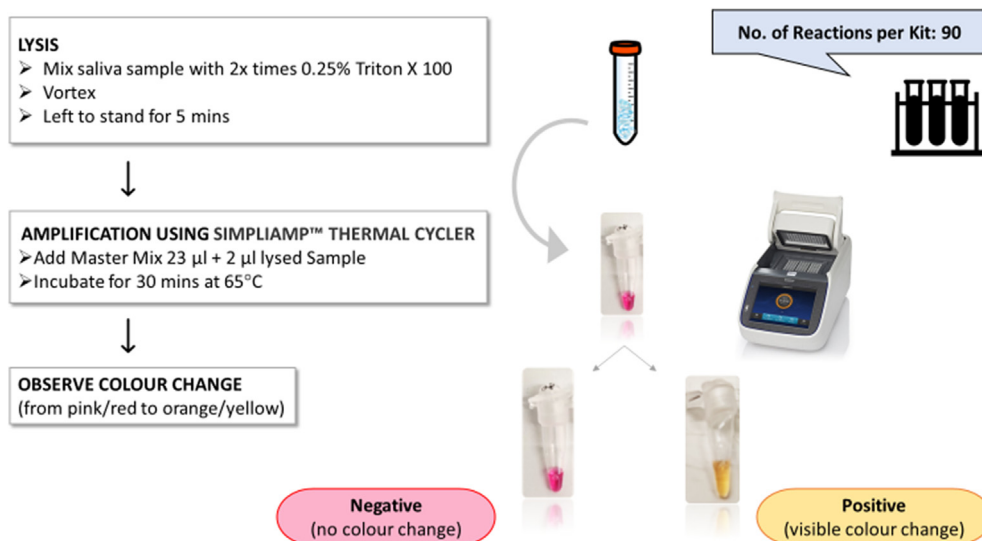 LYSIS
➢ Mix saliva sample with 2x times 0.25% Triton X 100
➢ Vortex
➢ Left to stand for 5 mins
No. of Reactions per Kit: 90
AMPLIFICATION USING SIMPLIAMP™ THERMAL CYCLER
➢Add Master Mix 23 µl + 2 µl lysed Sample
➢Incubate for 30 mins at 65°C
OBSERVE COLOUR CHANGE
(from pink/red to orange/yellow)
Negative
(no colour change)
Positive
(visible colour change)